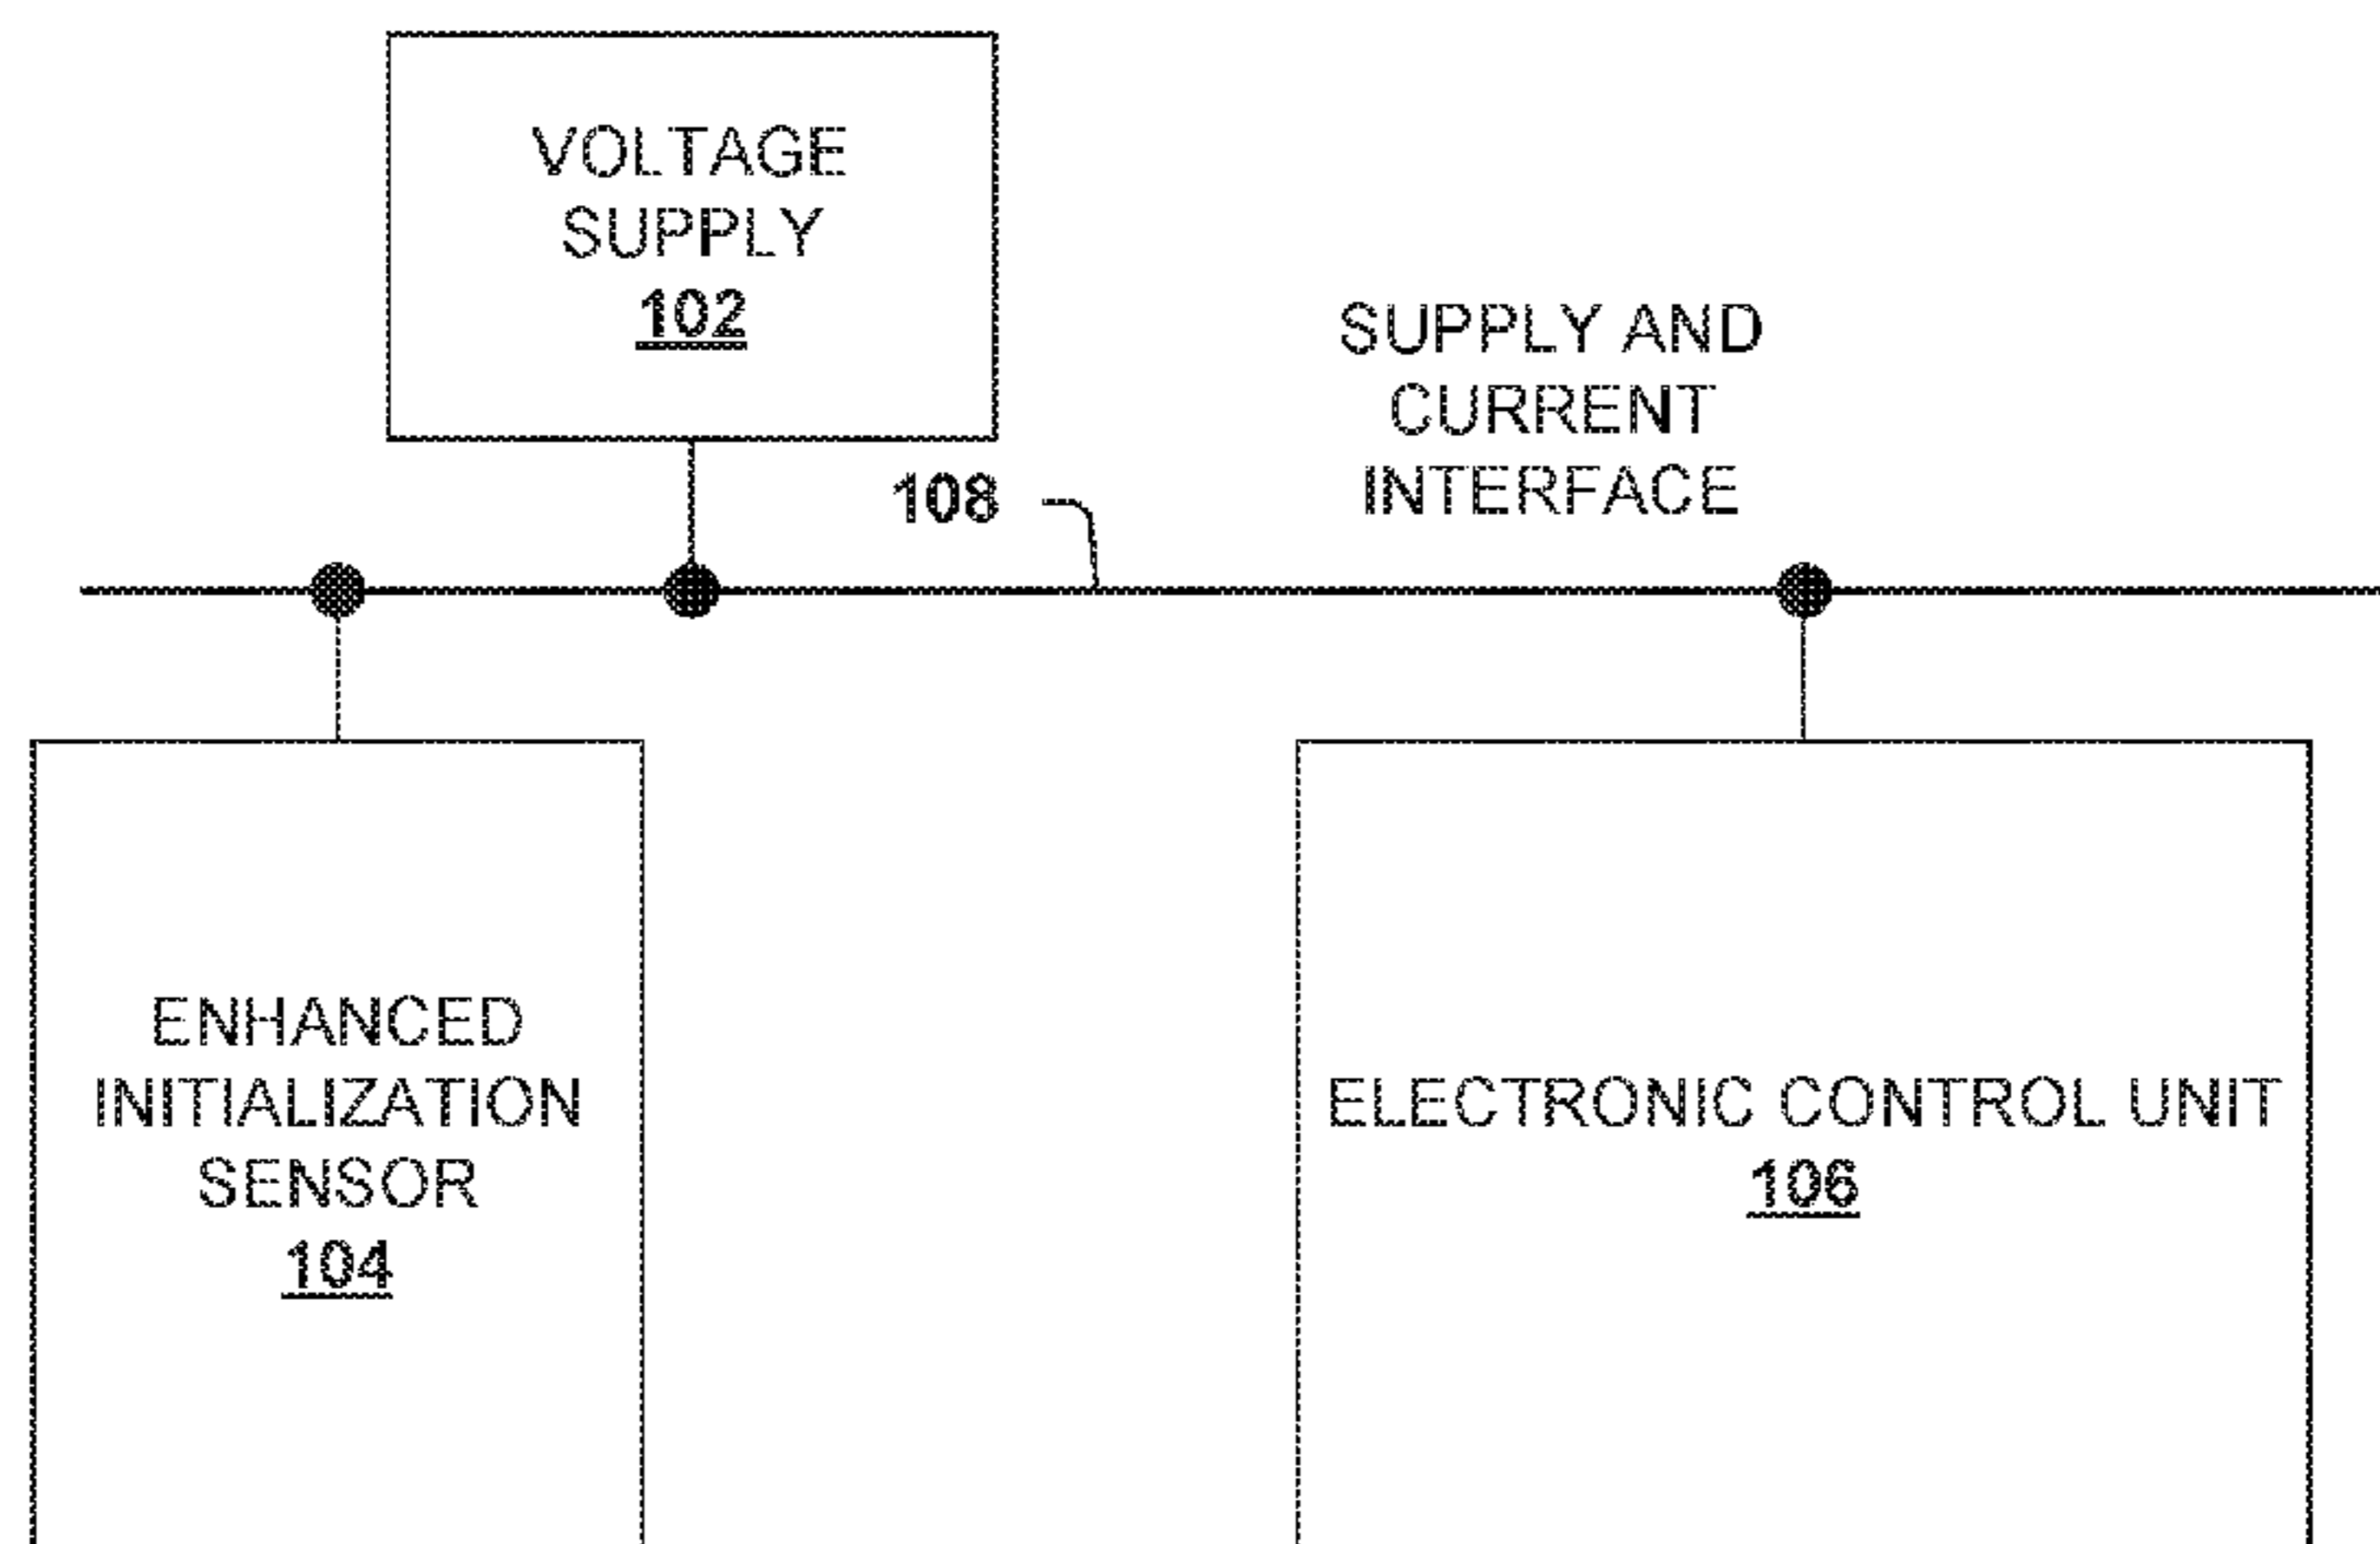 VOLTAGE
SUPPLY
102
SUPPLY AND
CURRENT
INTERFACE
108
ENHANCED
INITIALIZATION
SENSOR
104
ELECTRONIC CONTROL UNIT
106